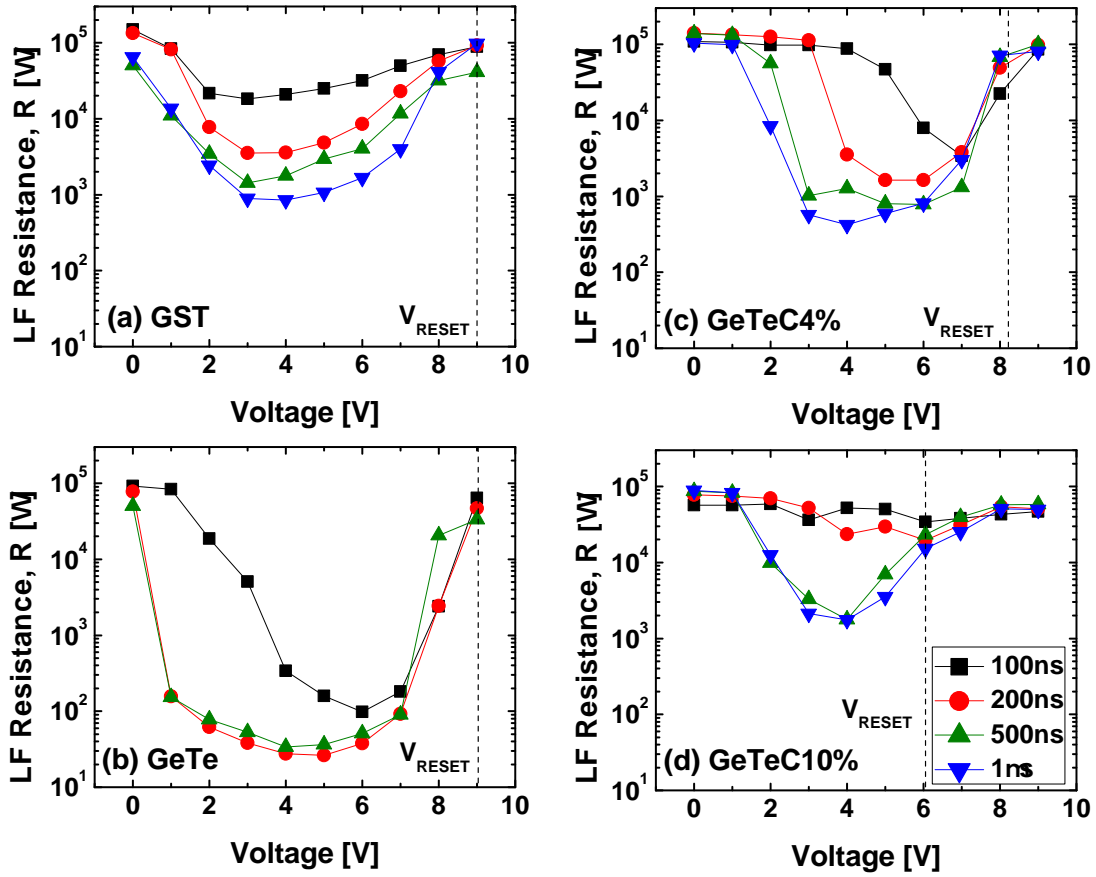 LF Resistance, R [W]
10^5
10^4
10^3
10^2
10^1
(a) GST
V_RESET
0 2 4 6 8 10
Voltage [V]
LF Resistance, R [W]
10^5
10^4
10^3
10^2
10^1
(c) GeTeC4%
V_RESET
0 2 4 6 8 10
Voltage [V]
LF Resistance, R [W]
10^5
10^4
10^3
10^2
10^1
(b) GeTe
V_RESET
0 2 4 6 8 10
Voltage [V]
LF Resistance, R [W]
10^5
10^4
10^3
10^2
10^1
(d) GeTeC10%
V_RESET
100ns
200ns
500ns
1ms
0 2 4 6 8 10
Voltage [V]